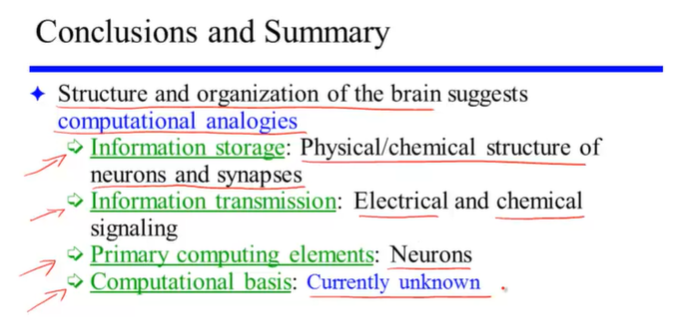 Conclusions and Summary
Structure and organization of the brain suggests
computational analogies
Information storage: Physical/chemical structure of
neurons and synapses
Information transmission: Electrical and chemical
signaling
Primary computing elements: Neurons
Computational basis: Currently unknown